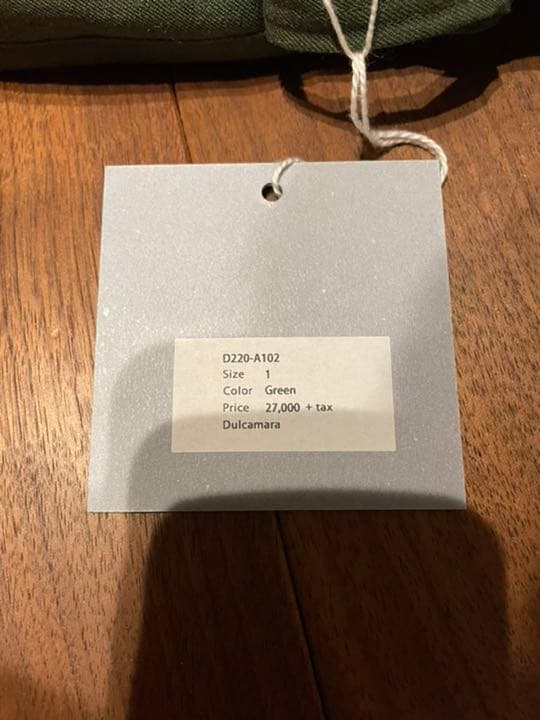 D220-A102
Size 1
Color Green
Price 27,000 + tax
Dulcamara